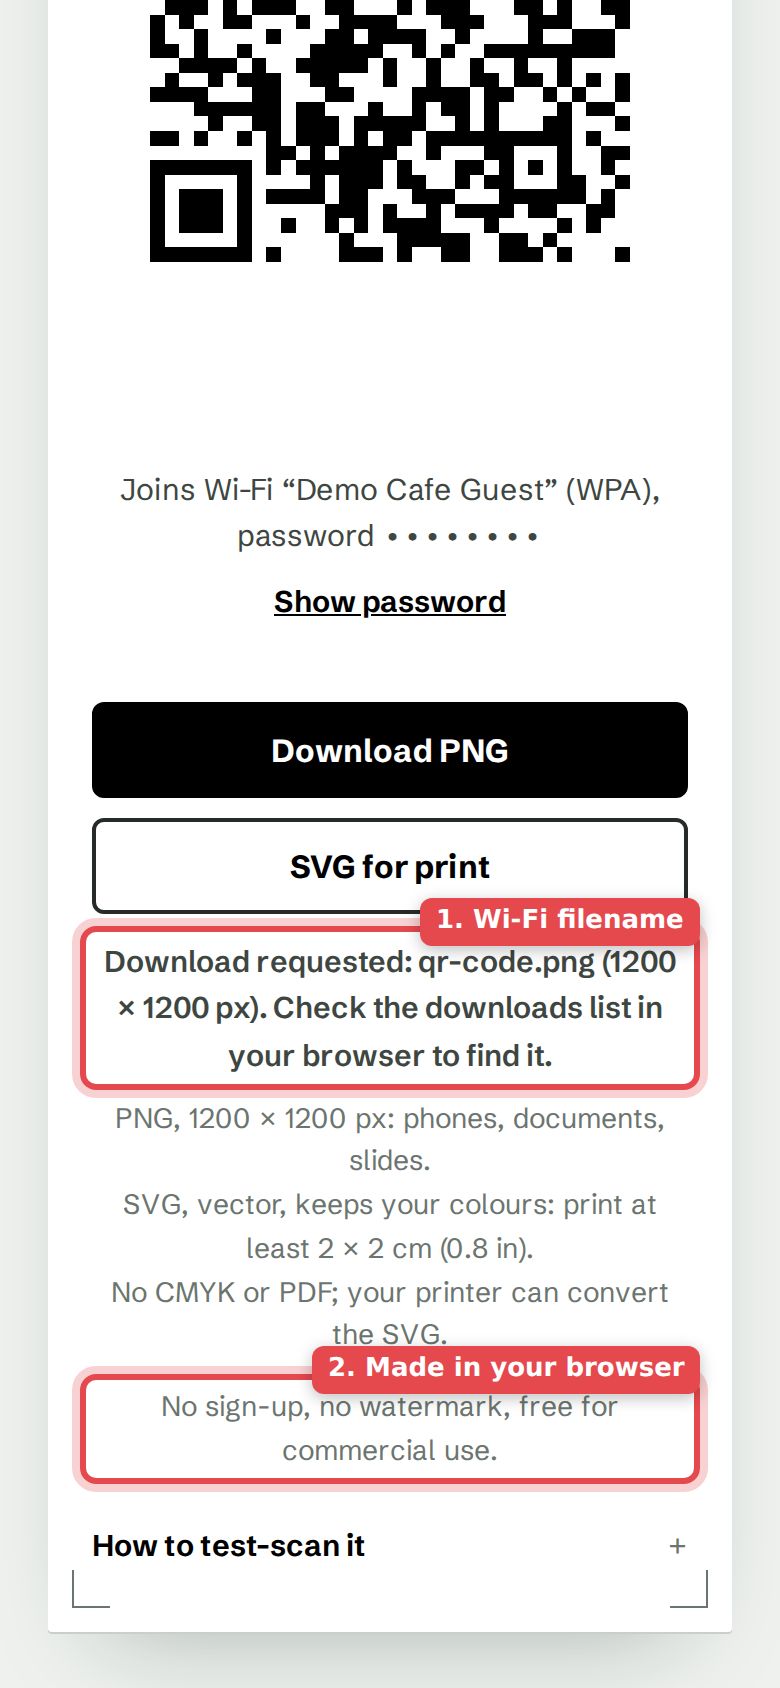 Joins Wi-Fi “Demo Cafe Guest” (WPA),
password ••••••••
Show password
Download PNG
SVG for print
1. Wi-Fi filename
Download requested: qr-code.png (1200
× 1200 px). Check the downloads list in
your browser to find it.
PNG, 1200 × 1200 px: phones, documents,
slides.
SVG, vector, keeps your colours: print at
least 2 × 2 cm (0.8 in).
No CMYK or PDF; your printer can convert
the SVG.
2. Made in your browser
No sign-up, no watermark, free for
commercial use.
How to test-scan it +